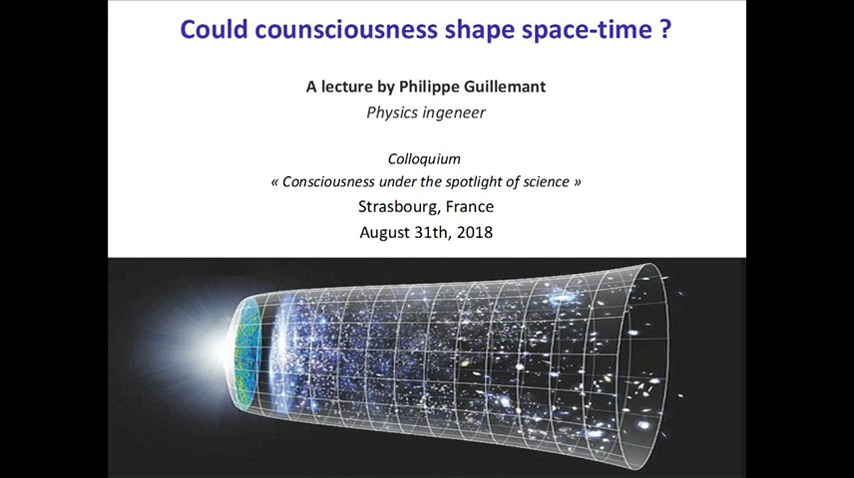 Could counsciousness shape space-time ?
A lecture by Philippe Guillemant
Physics ingeneer
Colloquium
« Consciousness under the spotlight of science »
Strasbourg, France
August 31th, 2018